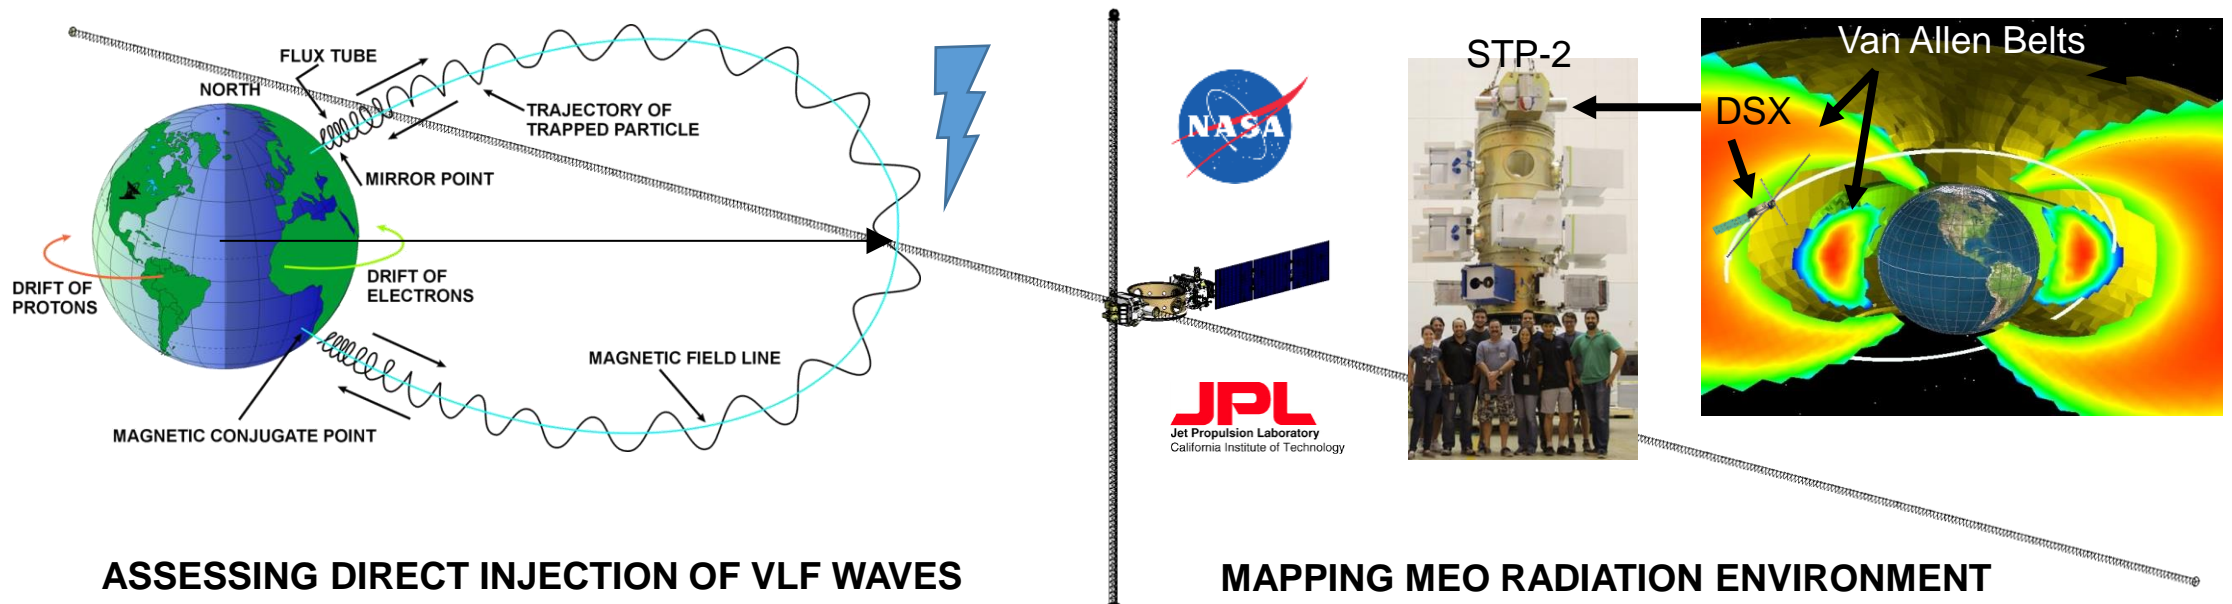 FLUX TUBE
NORTH
TRAJECTORY OF
TRAPPED PARTICLE
MIRROR POINT
DRIFT OF
PROTONS
DRIFT OF
ELECTRONS
MAGNETIC FIELD LINE
MAGNETIC CONJUGATE POINT
ASSESSING DIRECT INJECTION OF VLF WAVES
NASA
JPL
Jet Propulsion Laboratory
California Institute of Technology
STP-2
Van Allen Belts
DSX
MAPPING MEO RADIATION ENVIRONMENT